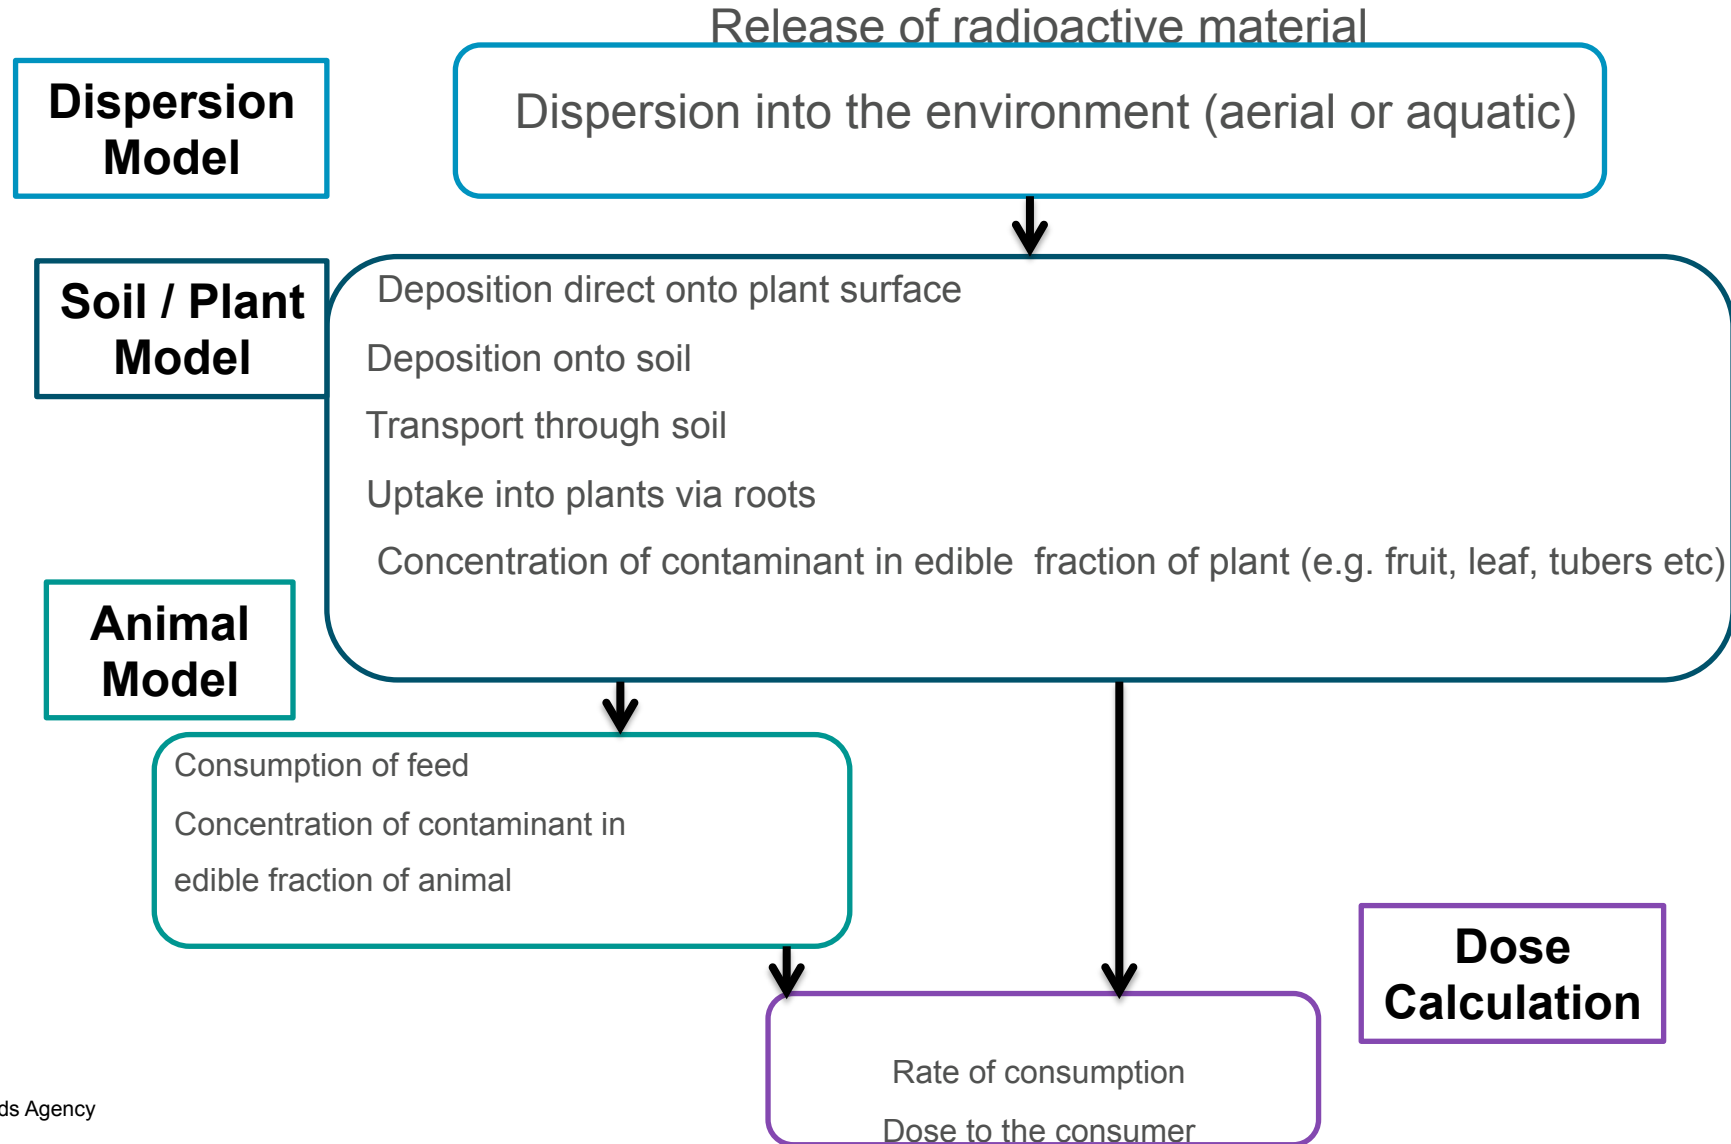 Release of radioactive material
Dispersion
Model
Dispersion into the environment (aerial or aquatic)
Soil / Plant
Model
Deposition direct onto plant surface
Deposition onto soil
Transport through soil
Uptake into plants via roots
Concentration of contaminant in edible fraction of plant (e.g. fruit, leaf, tubers etc)
Animal
Model
Consumption of feed
Concentration of contaminant in
edible fraction of animal
Dose
Calculation
Rate of consumption
Dose to the consumer
ds Agency